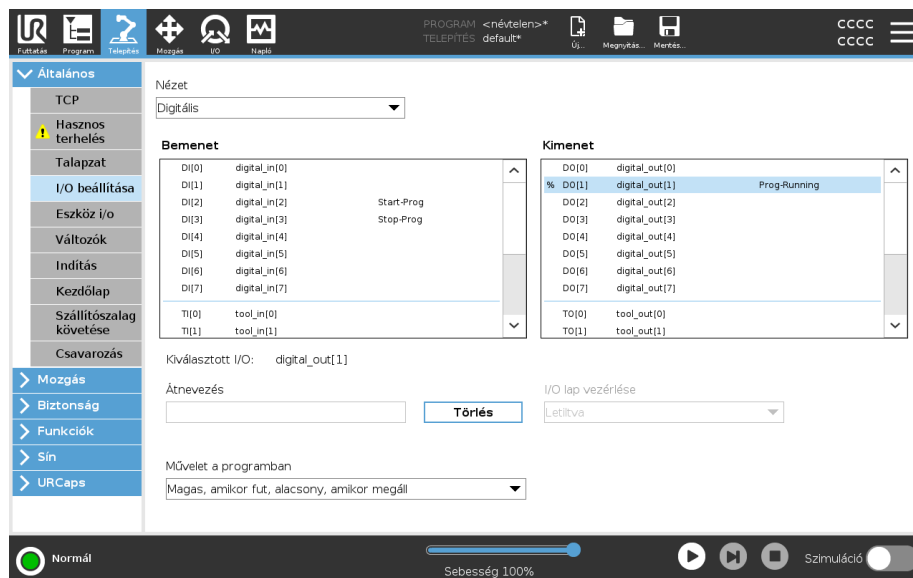 UR
Futtatás
Program
Telepítés
Mozgás
I/O
Napló
PROGRAM <névtelen>*
TELEPÍTÉS default*
Új...
Megnyitás...
Mentés...
CCCC
CCCC
Általános
TCP
Hasznos
terhelés
Talapzat
I/O beállítása
Eszköz i/o
Változók
Indítás
Kezdőlap
Szállítószalag
követése
Csavarozás
Mozgás
Biztonság
Funkciók
Sín
URCaps
Nézet
Digitális
Bemenet
DI[0] digital_in[0]
DI[1] digital_in[1]
DI[2] digital_in[2] Start-Prog
DI[3] digital_in[3] Stop-Prog
DI[4] digital_in[4]
DI[5] digital_in[5]
DI[6] digital_in[6]
DI[7] digital_in[7]
TI[0] tool_in[0]
TI[1] tool_in[1]
Kimenet
DO[0] digital_out[0]
% DO[1] digital_out[1] Prog-Running
DO[2] digital_out[2]
DO[3] digital_out[3]
DO[4] digital_out[4]
DO[5] digital_out[5]
DO[6] digital_out[6]
DO[7] digital_out[7]
TO[0] tool_out[0]
TO[1] tool_out[1]
Kiválasztott I/O: digital_out[1]
Átnevezés
Törlés
I/O lap vezérlése
Letiltva
Művelet a programban
Magas, amikor fut, alacsony, amikor megáll
Normál
Sebesség 100%
Szimuláció